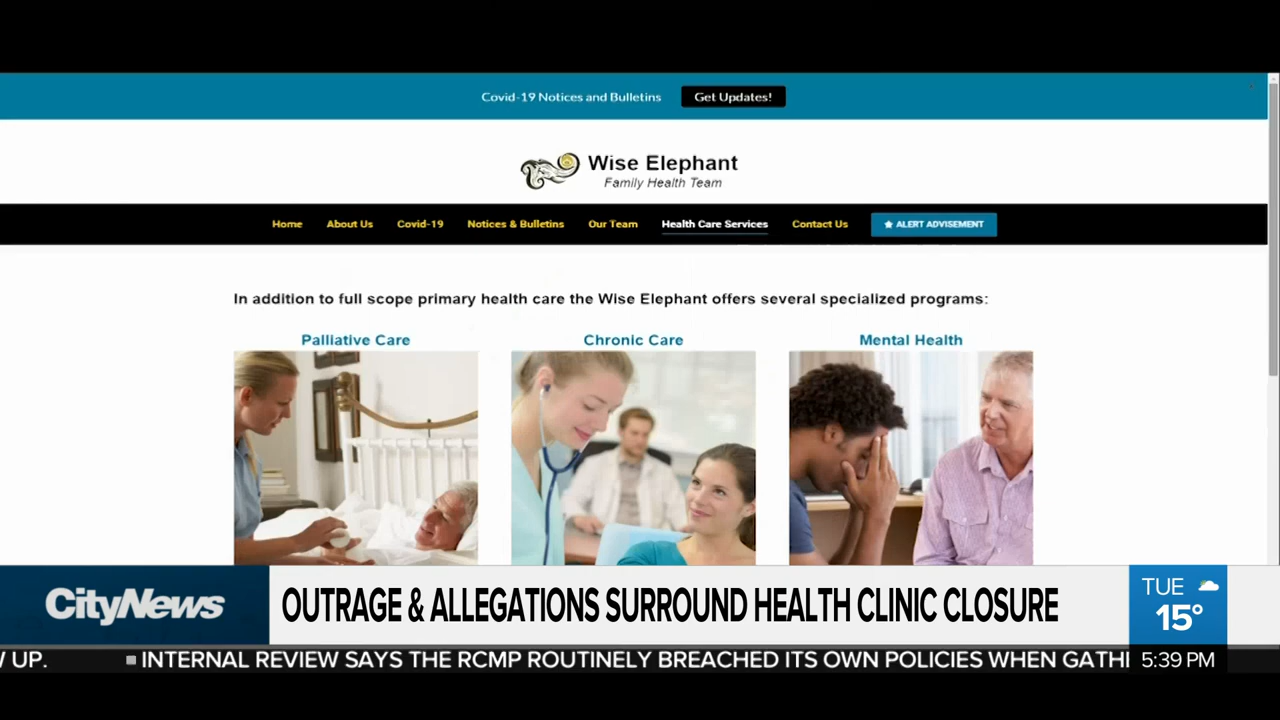 Covid-19 Notices and Bulletins Get Updates!
Wise Elephant
Family Health Team
Home About Us Covid-19 Notices & Bulletins Our Team Health Care Services Contact Us ALERT ADVISEMENT
In addition to full scope primary health care the Wise Elephant offers several specialized programs:
Palliative Care Chronic Care Mental Health
CityNews OUTRAGE & ALLEGATIONS SURROUND HEALTH CLINIC CLOSURE TUE 15°
UP. INTERNAL REVIEW SAYS THE RCMP ROUTINELY BREACHED ITS OWN POLICIES WHEN GATHI 5:39 PM